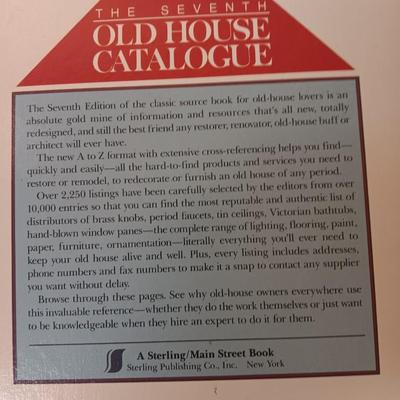 THE SEVENTH
OLD HOUSE
CATALOGUE
The Seventh Edition of the classic source book for old-house lovers is an
absolute gold mine of information and resources that's all new, totally
redesigned, and still the best friend any restorer, renovator, old-house buff or
architect will ever have.
The new A to Z format with extensive cross-referencing helps you find—
quickly and easily—all the hard-to-find products and services you need to
restore or remodel, to redecorate or furnish an old house of any period.
Over 2,250 listings have been carefully selected by the editors from over
10,000 entries so that you can find the most reputable and authentic list of
distributors of brass knobs, period faucets, tin ceilings, Victorian bathtubs,
hand-blown window panes—the complete range of lighting, flooring, paint,
paper, furniture, ornamentation—literally everything you'll ever need to
keep your old house alive and well. Plus, every listing includes addresses,
phone numbers and fax numbers to make it a snap to contact any supplier
you want without delay.
Browse through these pages. See why old-house owners everywhere use
this invaluable reference—whether they do the work themselves or just want
to be knowledgeable when they hire an expert to do it for them.
A Sterling/Main Street Book
Sterling Publishing Co., Inc. New York